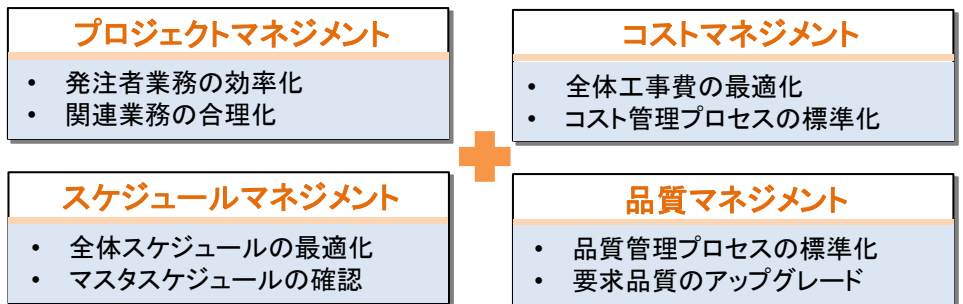 プロジェクトマネジメント
• 発注者業務の効率化
• 関連業務の合理化
コストマネジメント
• 全体工事費の最適化
• コスト管理プロセスの標準化
スケジュールマネジメント
• 全体スケジュールの最適化
• マスタスケジュールの確認
品質マネジメント
• 品質管理プロセスの標準化
• 要求品質のアップグレード